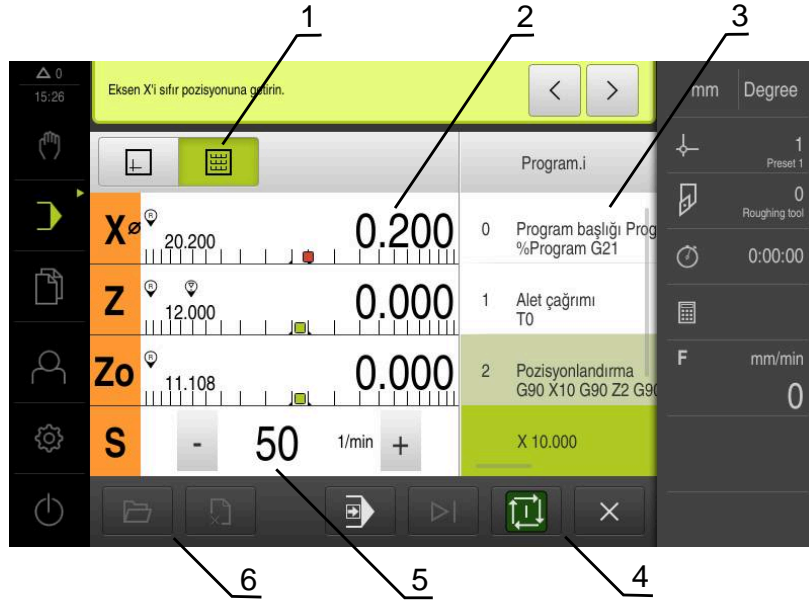 1
2
3
0
15:26
Eksen X'i sıfır pozisyonuna getirin.
<
>
mm
Degree
1
Preset 1
0
Roughing tool
0:00:00
F
mm/min
0
Program.i
X⌀
R
20.200
0.200
Z
R
12.000
0.000
Zo
R
11.108
0.000
S
-
50
1/min
+
0
Program başlığı Prog
%Program G21
1
Alet çağrımı
T0
2
Pozisyonlandırma
G90 X10 G90 Z2 G90
X 10.000
6
5
4